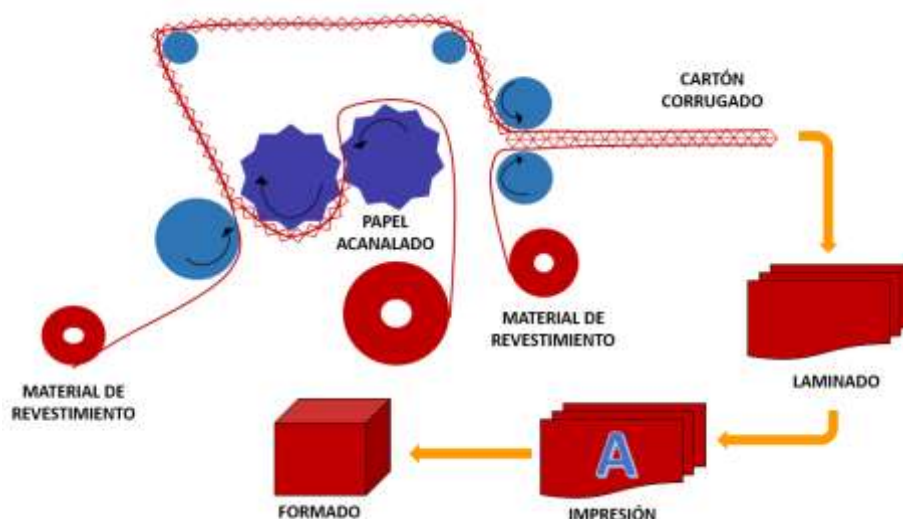 CARTÓN
CORRUGADO
PAPEL
ACANALADO
MATERIAL DE
REVESTIMIENTO
MATERIAL DE
REVESTIMIENTO
LAMINADO
A
FORMADO
IMPRESIÓN